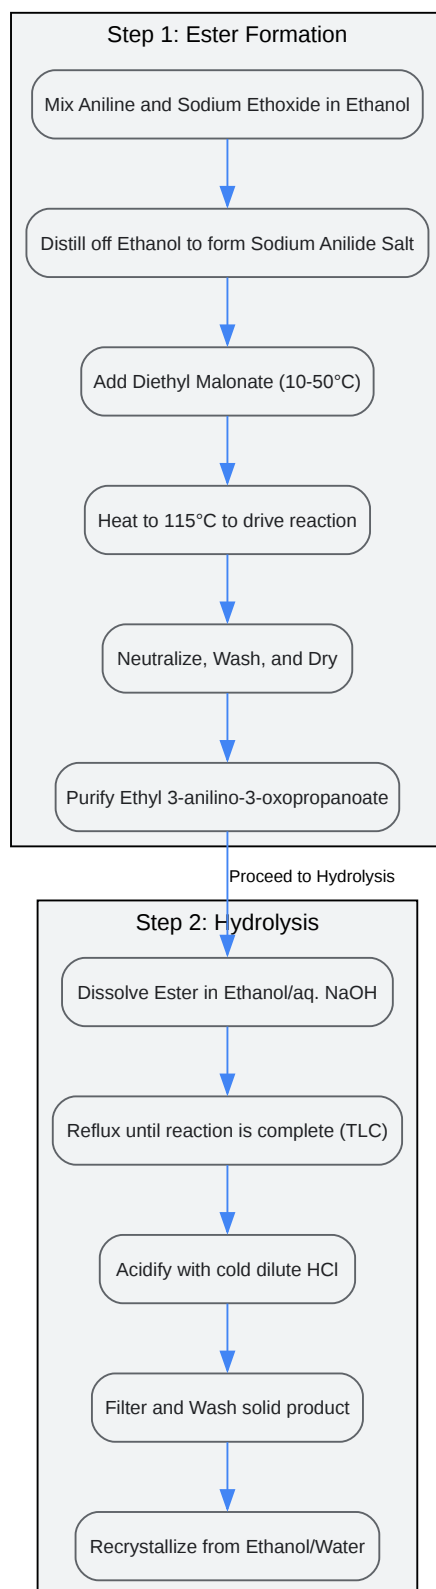 Step 1: Ester Formation
Mix Aniline and Sodium Ethoxide in Ethanol
Distill off Ethanol to form Sodium Anilide Salt
Add Diethyl Malonate (10-50°C)
Heat to 115°C to drive reaction
Neutralize, Wash, and Dry
Purify Ethyl 3-anilino-3-oxopropanoate
Proceed to Hydrolysis
Step 2: Hydrolysis
Dissolve Ester in Ethanol/aq. NaOH
Reflux until reaction is complete (TLC)
Acidify with cold dilute HCl
Filter and Wash solid product
Recrystallize from Ethanol/Water